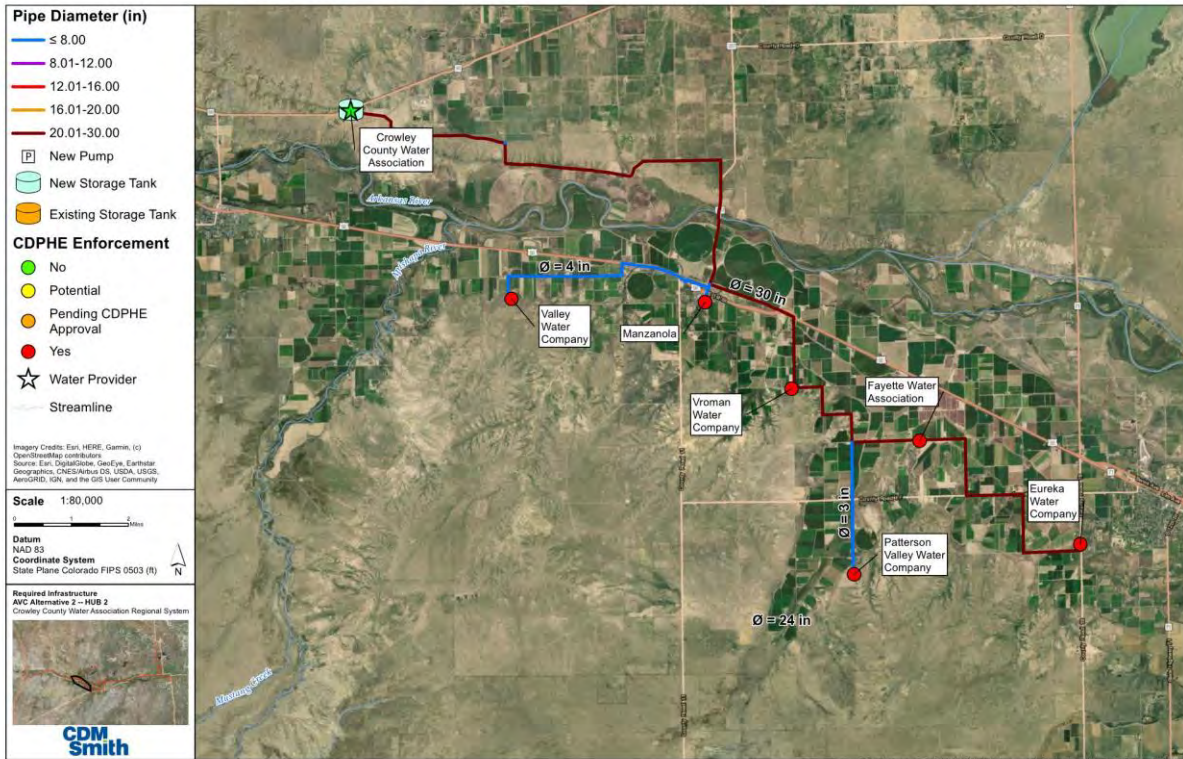 Pipe Diameter (in)
≤ 8.00
8.01-12.00
12.01-16.00
16.01-20.00
20.01-30.00
P New Pump
New Storage Tank
Existing Storage Tank
CDPHE Enforcement
No
Potential
Pending CDPHE
Approval
Yes
Water Provider
Streamline
Imagery Credits: Esri, HERE, Garmin, (c)
OpenStreetMap contributors
Source: Esri, DigitalGlobe, GeoEye, Earthstar
Geographics, CNES/Airbus DS, USDA, USGS,
AeroGRID, IGN, and the GIS User Community
Scale 1:80,000
0 1 2
Miles
Datum
NAD 83
Coordinate System
State Plane Colorado FIPS 0503 (ft)
N
Required Infrastructure
AVC Alternative 2 -- HUB 2
Crowley County Water Association Regional System
CDM
Smith
Crowley
County Water
Association
Arkansas River
Apishapa River
Ø = 4 in
Valley
Water
Company
Manzanola
Ø = 30 in
Vroman
Water
Company
Fayette Water
Association
Ø = 3 in
Eureka
Water
Company
Patterson
Valley Water
Company
Ø = 24 in
Mustang Creek